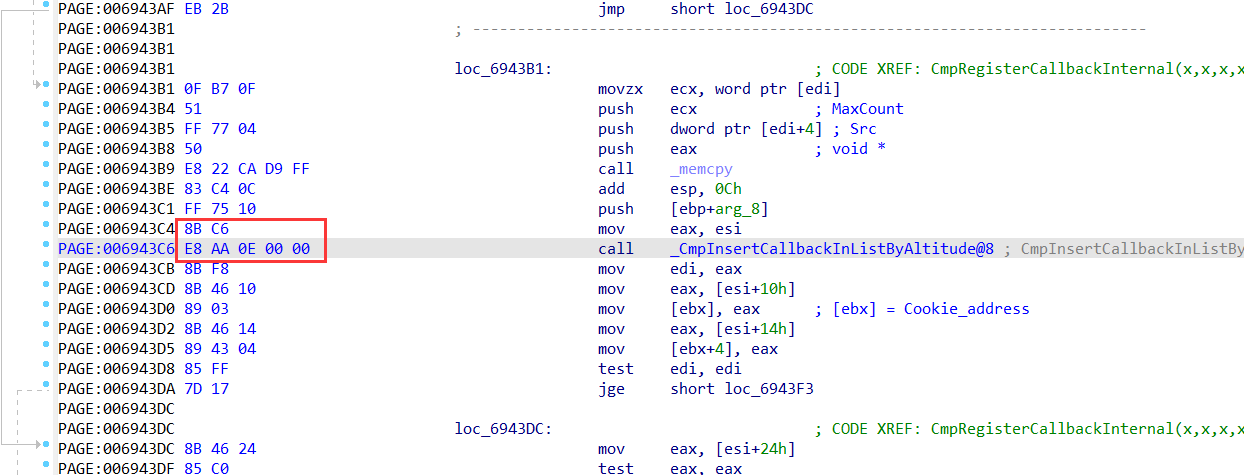 PAGE:006943AF EB 2B jmp short loc_6943DC
PAGE:006943B1 ; ---------------------------------------------------------------------------
PAGE:006943B1
PAGE:006943B1 loc_6943B1: ; CODE XREF: CmpRegisterCallbackInternal(x,x,x,x
PAGE:006943B1 0F B7 0F movzx ecx, word ptr [edi]
PAGE:006943B4 51 push ecx ; MaxCount
PAGE:006943B5 FF 77 04 push dword ptr [edi+4] ; Src
PAGE:006943B8 50 push eax ; void *
PAGE:006943B9 E8 22 CA D9 FF call _memcpy
PAGE:006943BE 83 C4 0C add esp, 0Ch
PAGE:006943C1 FF 75 10 push [ebp+arg_8]
PAGE:006943C4 8B C6 mov eax, esi
PAGE:006943C6 E8 AA 0E 00 00 call _CmpInsertCallbackInListByAltitude@8 ; CmpInsertCallbackInListBy
PAGE:006943CB 8B F8 mov edi, eax
PAGE:006943CD 8B 46 10 mov eax, [esi+10h]
PAGE:006943D0 89 03 mov [ebx], eax ; [ebx] = Cookie_address
PAGE:006943D2 8B 46 14 mov eax, [esi+14h]
PAGE:006943D5 89 43 04 mov [ebx+4], eax
PAGE:006943D8 85 FF test edi, edi
PAGE:006943DA 7D 17 jge short loc_6943F3
PAGE:006943DC
PAGE:006943DC loc_6943DC: ; CODE XREF: CmpRegisterCallbackInternal(x,x,x,x
PAGE:006943DC 8B 46 24 mov eax, [esi+24h]
PAGE:006943DF 85 C0 test eax, eax